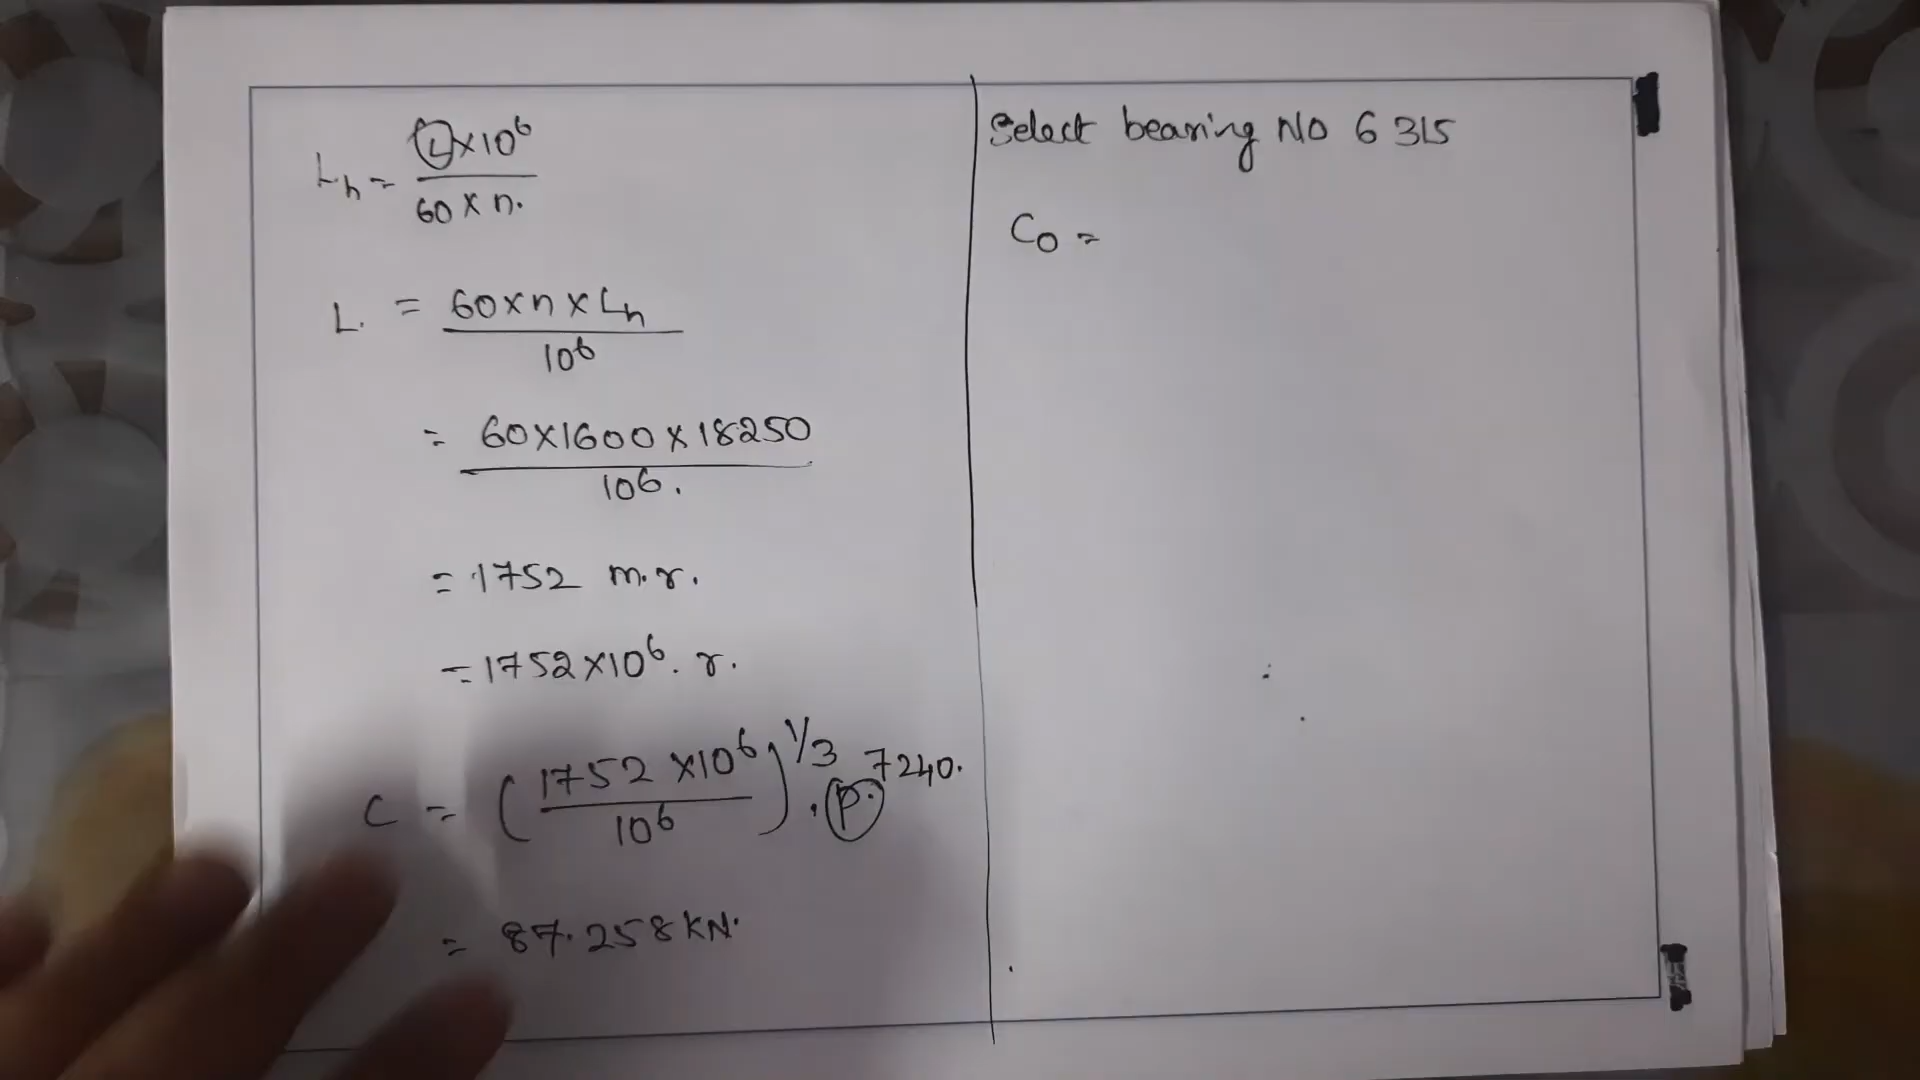 Lh = L×10^6 / 60 × n.
L. = 60×n×Lh / 10^6
= 60×1600×18250 / 10^6.
= 1752 m.r.
= 1752×10^6. r.
C = (1752 ×10^6 / 10^6)^1/3 . P. 7240.
= 87.258 KN.
Select bearing NO 6315
Co =